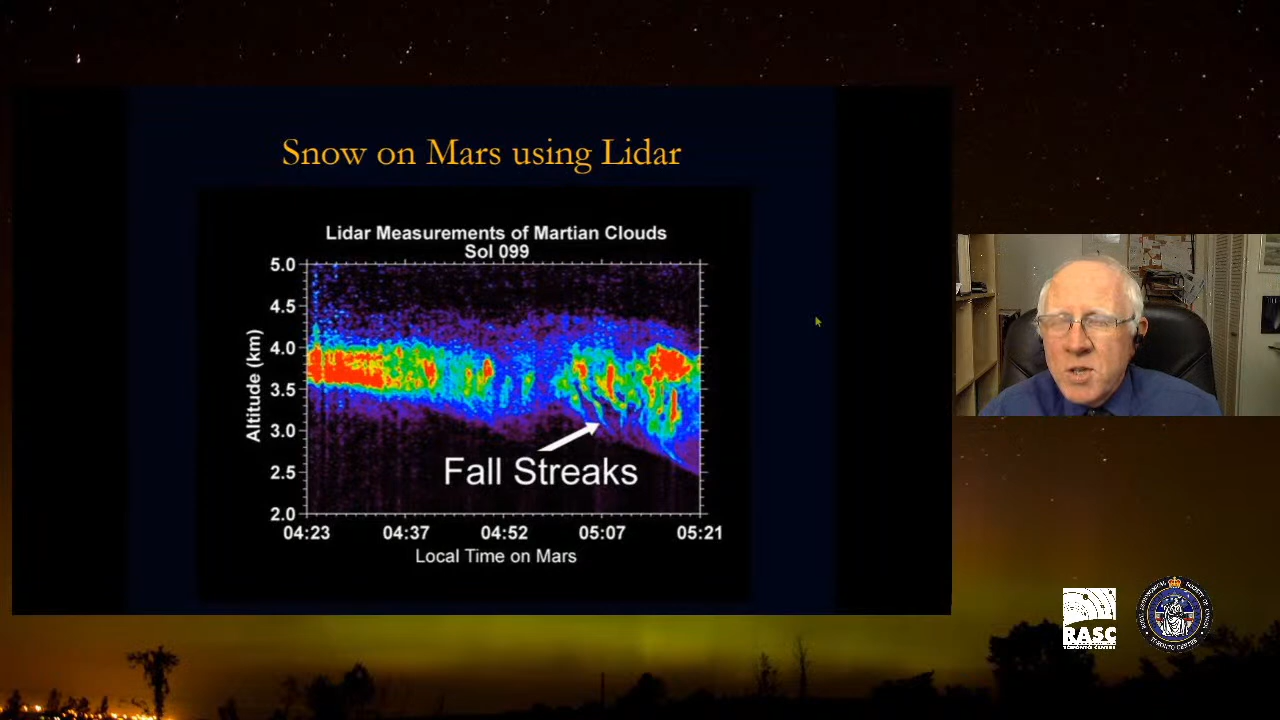 Snow on Mars using Lidar
Lidar Measurements of Martian Clouds
Sol 099
5.0
4.5
4.0
3.5
3.0
2.5
2.0
Altitude (km)
Fall Streaks
04:23 04:37 04:52 05:07 05:21
Local Time on Mars
RASC
TORONTO CENTRE